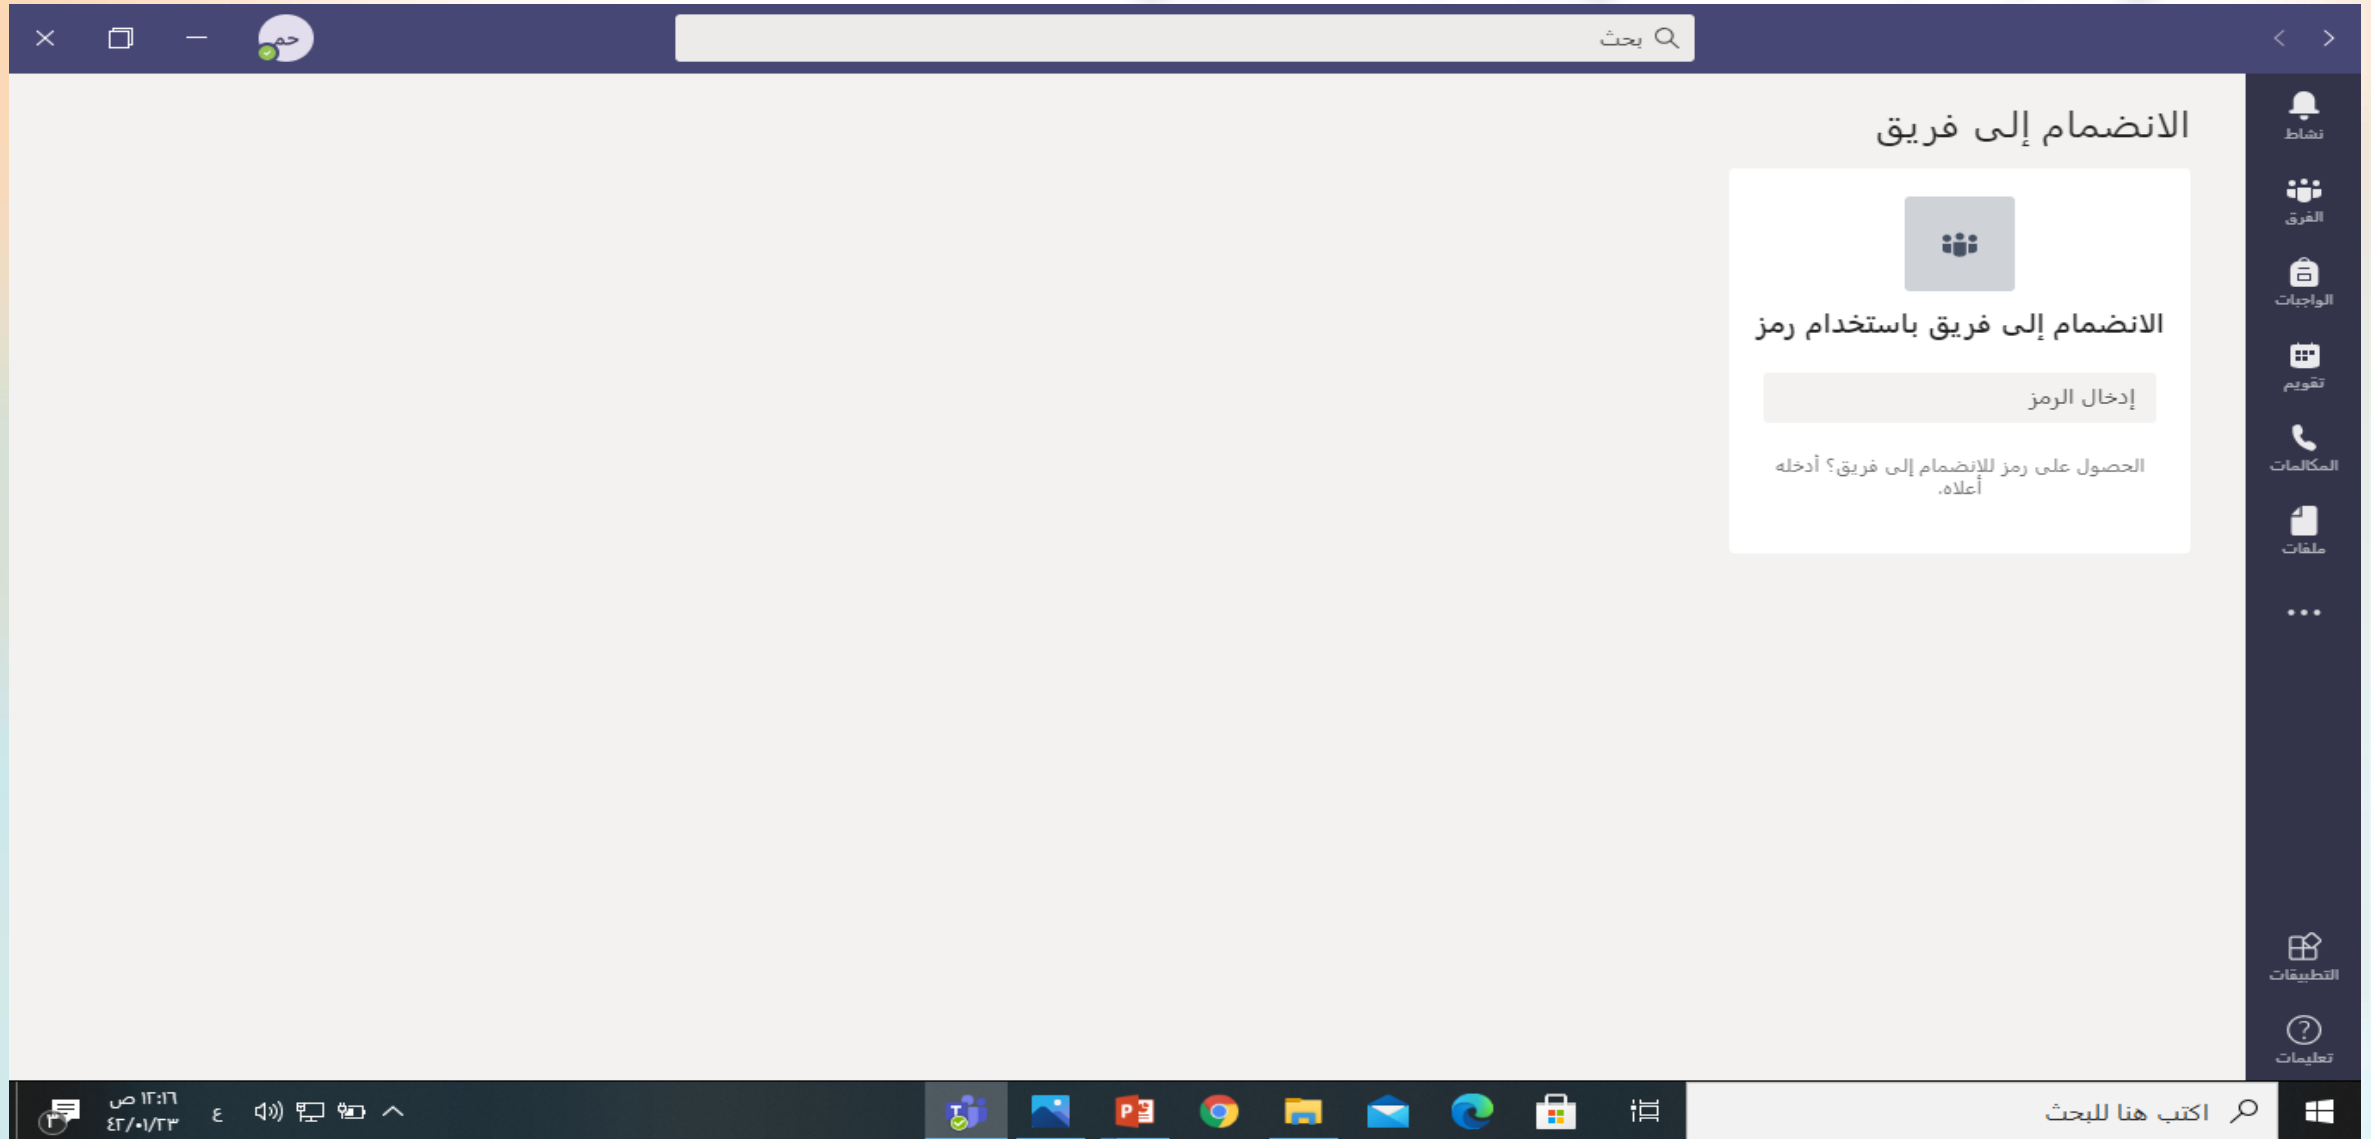 بحث
حم
نشاط
الفرق
الواجبات
تقويم
المكالمات
ملفات
التطبيقات
تعليمات
الانضمام إلى فريق
الانضمام إلى فريق باستخدام رمز
إدخال الرمز
الحصول على رمز للانضمام إلى فريق؟ أدخله
أعلاه.
اكتب هنا للبحث
ع
١٢:١٦ ص
٤٢/٠١/٢٣
٣